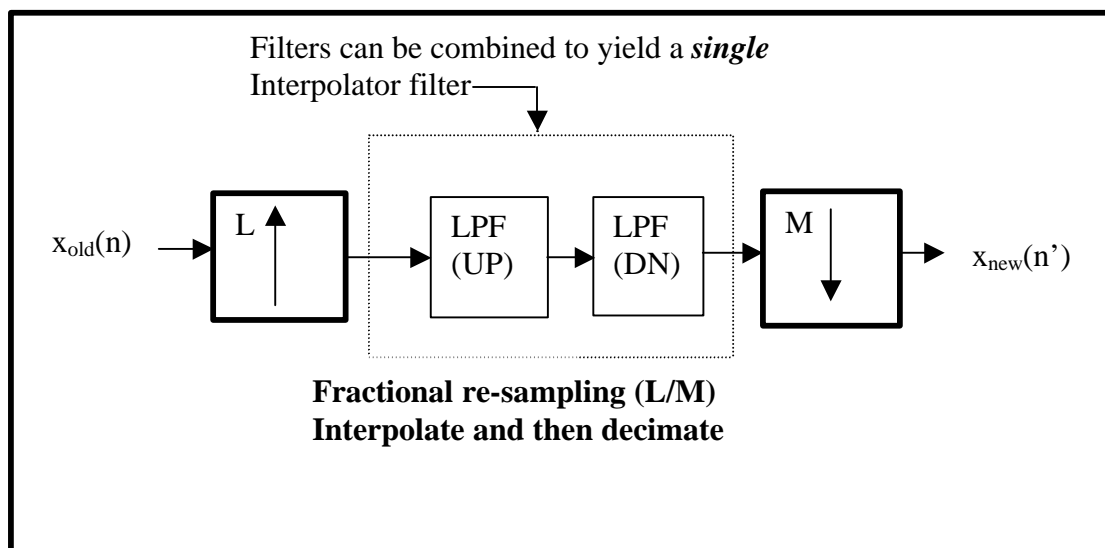 Filters can be combined to yield a single
Interpolator filter
L
LPF
(UP)
LPF
(DN)
M
x_old(n)
x_new(n’)
Fractional re-sampling (L/M)
Interpolate and then decimate